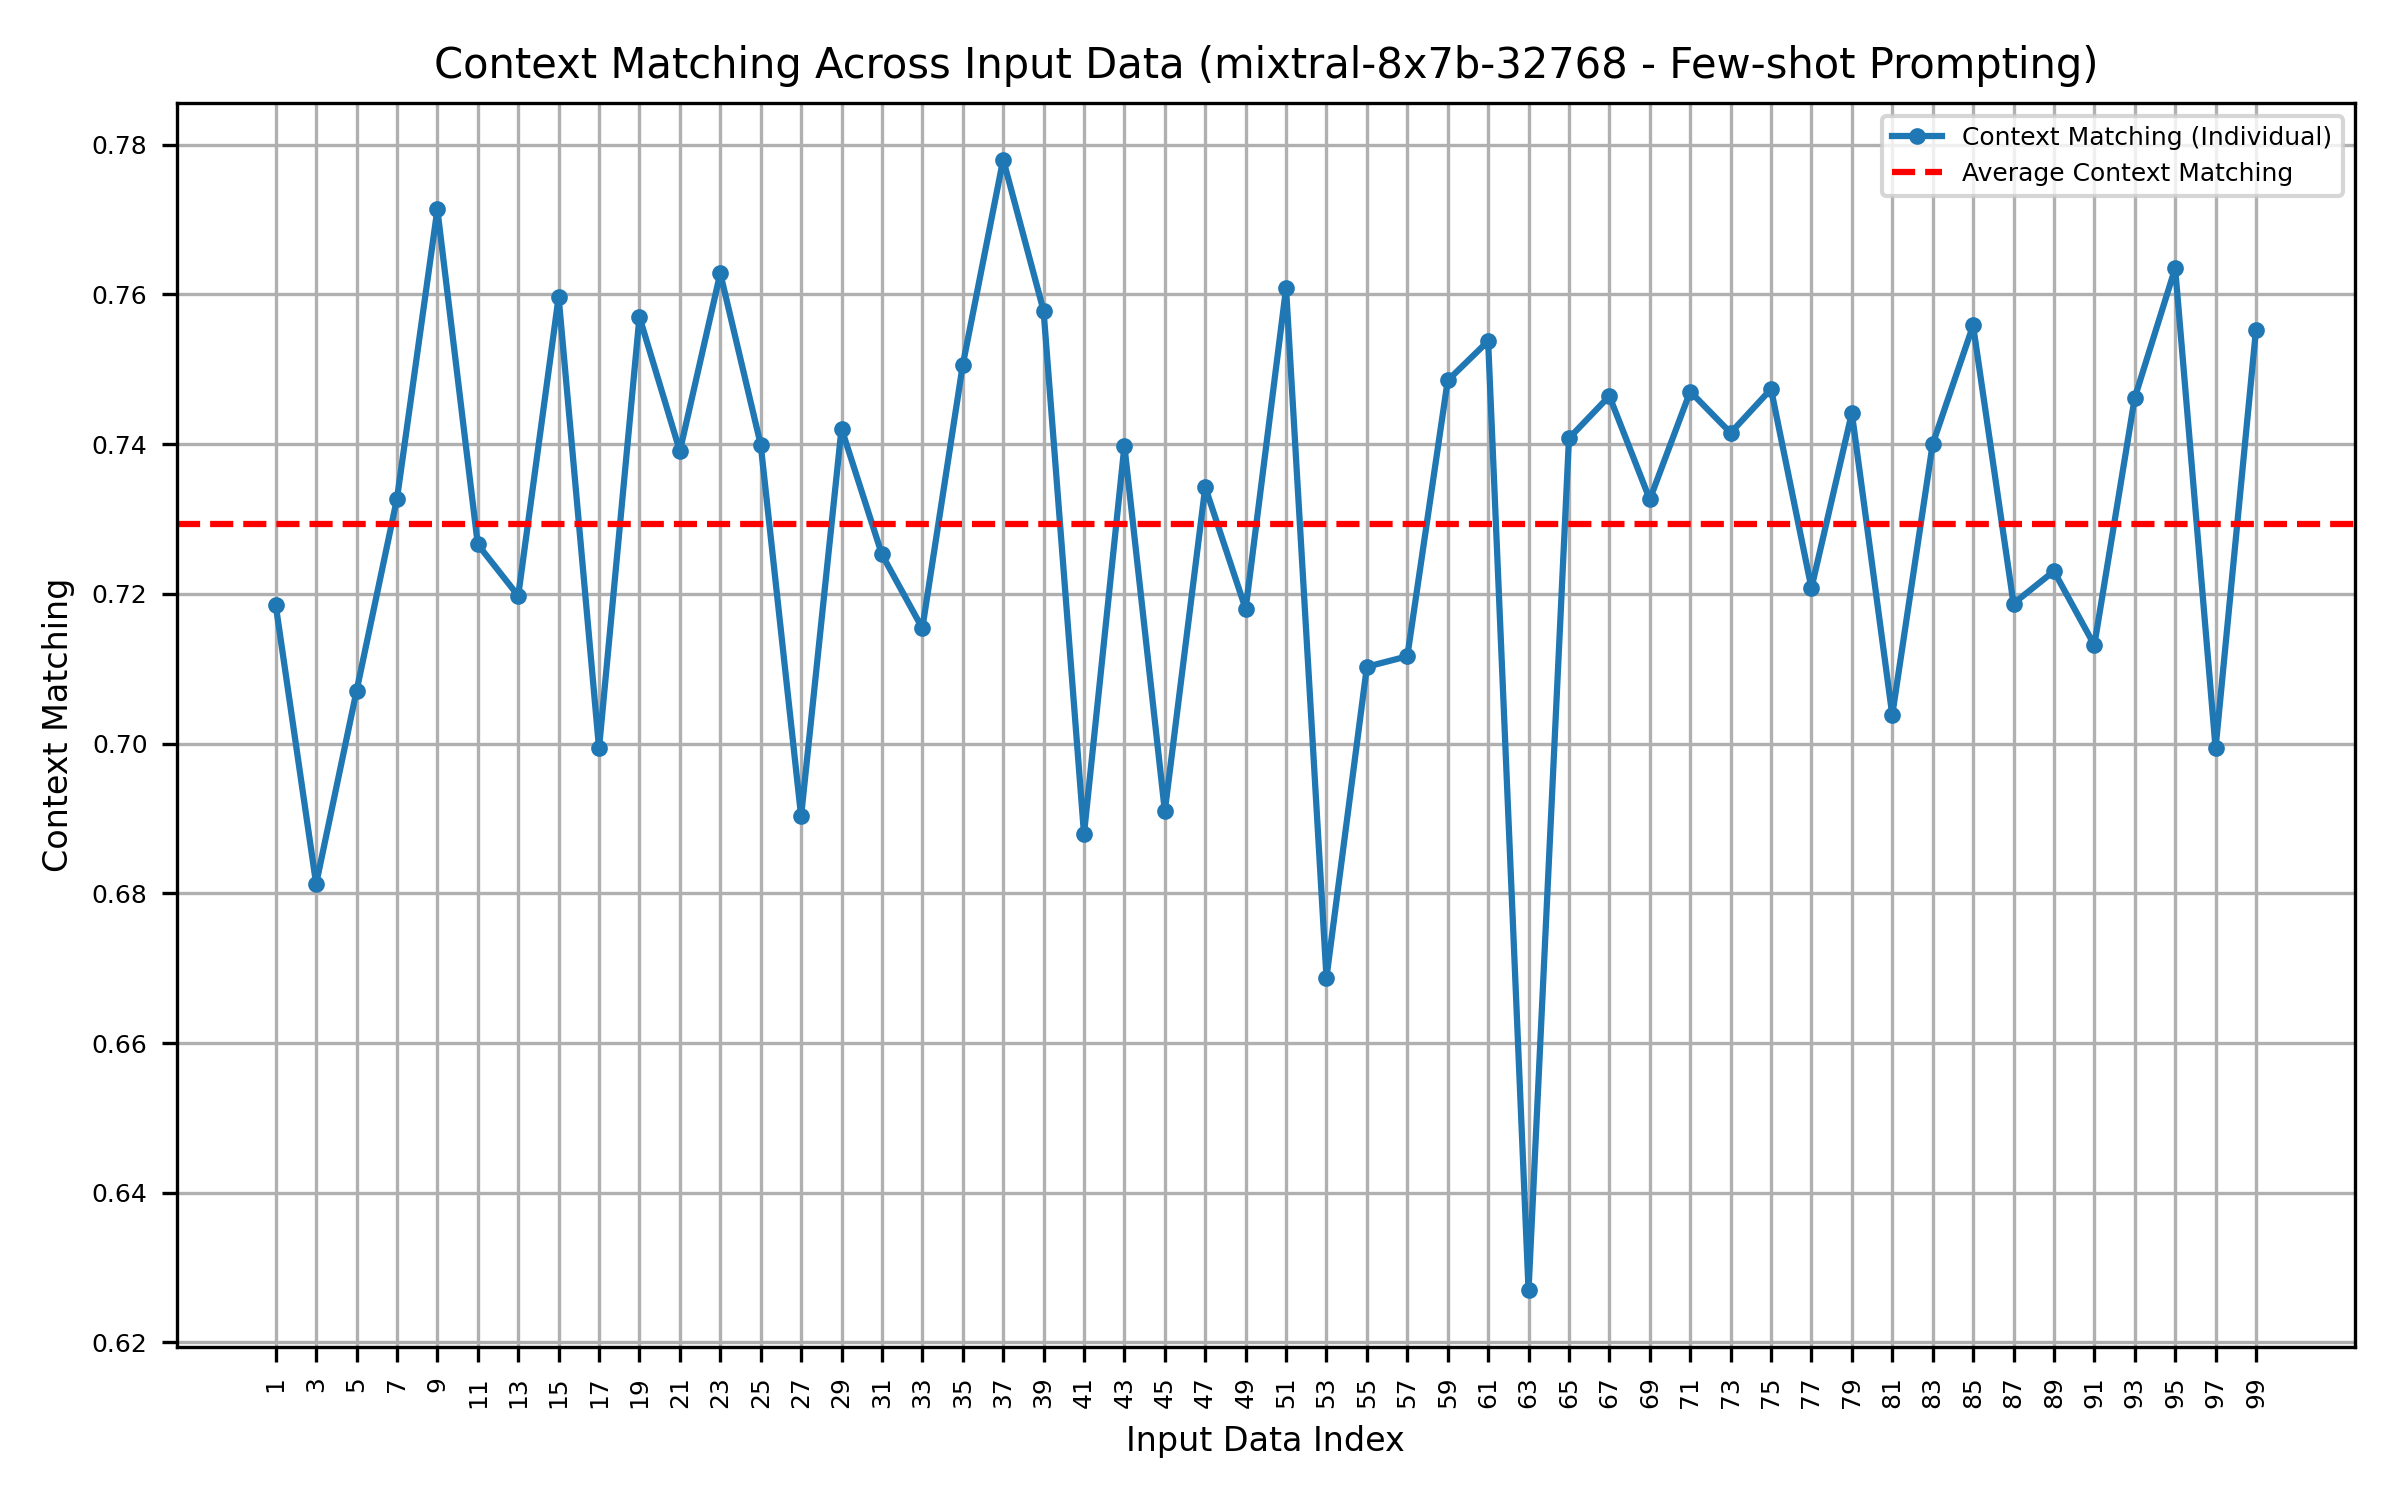 Context Matching Across Input Data (mixtral-8x7b-32768 - Few-shot Prompting)
Context Matching (Individual)
Average Context Matching
Context Matching
0.78
0.76
0.74
0.72
0.70
0.68
0.66
0.64
0.62
1 3 5 7 9 11 13 15 17 19 21 23 25 27 29 31 33 35 37 39 41 43 45 47 49 51 53 55 57 59 61 63 65 67 69 71 73 75 77 79 81 83 85 87 89 91 93 95 97 99
Input Data Index